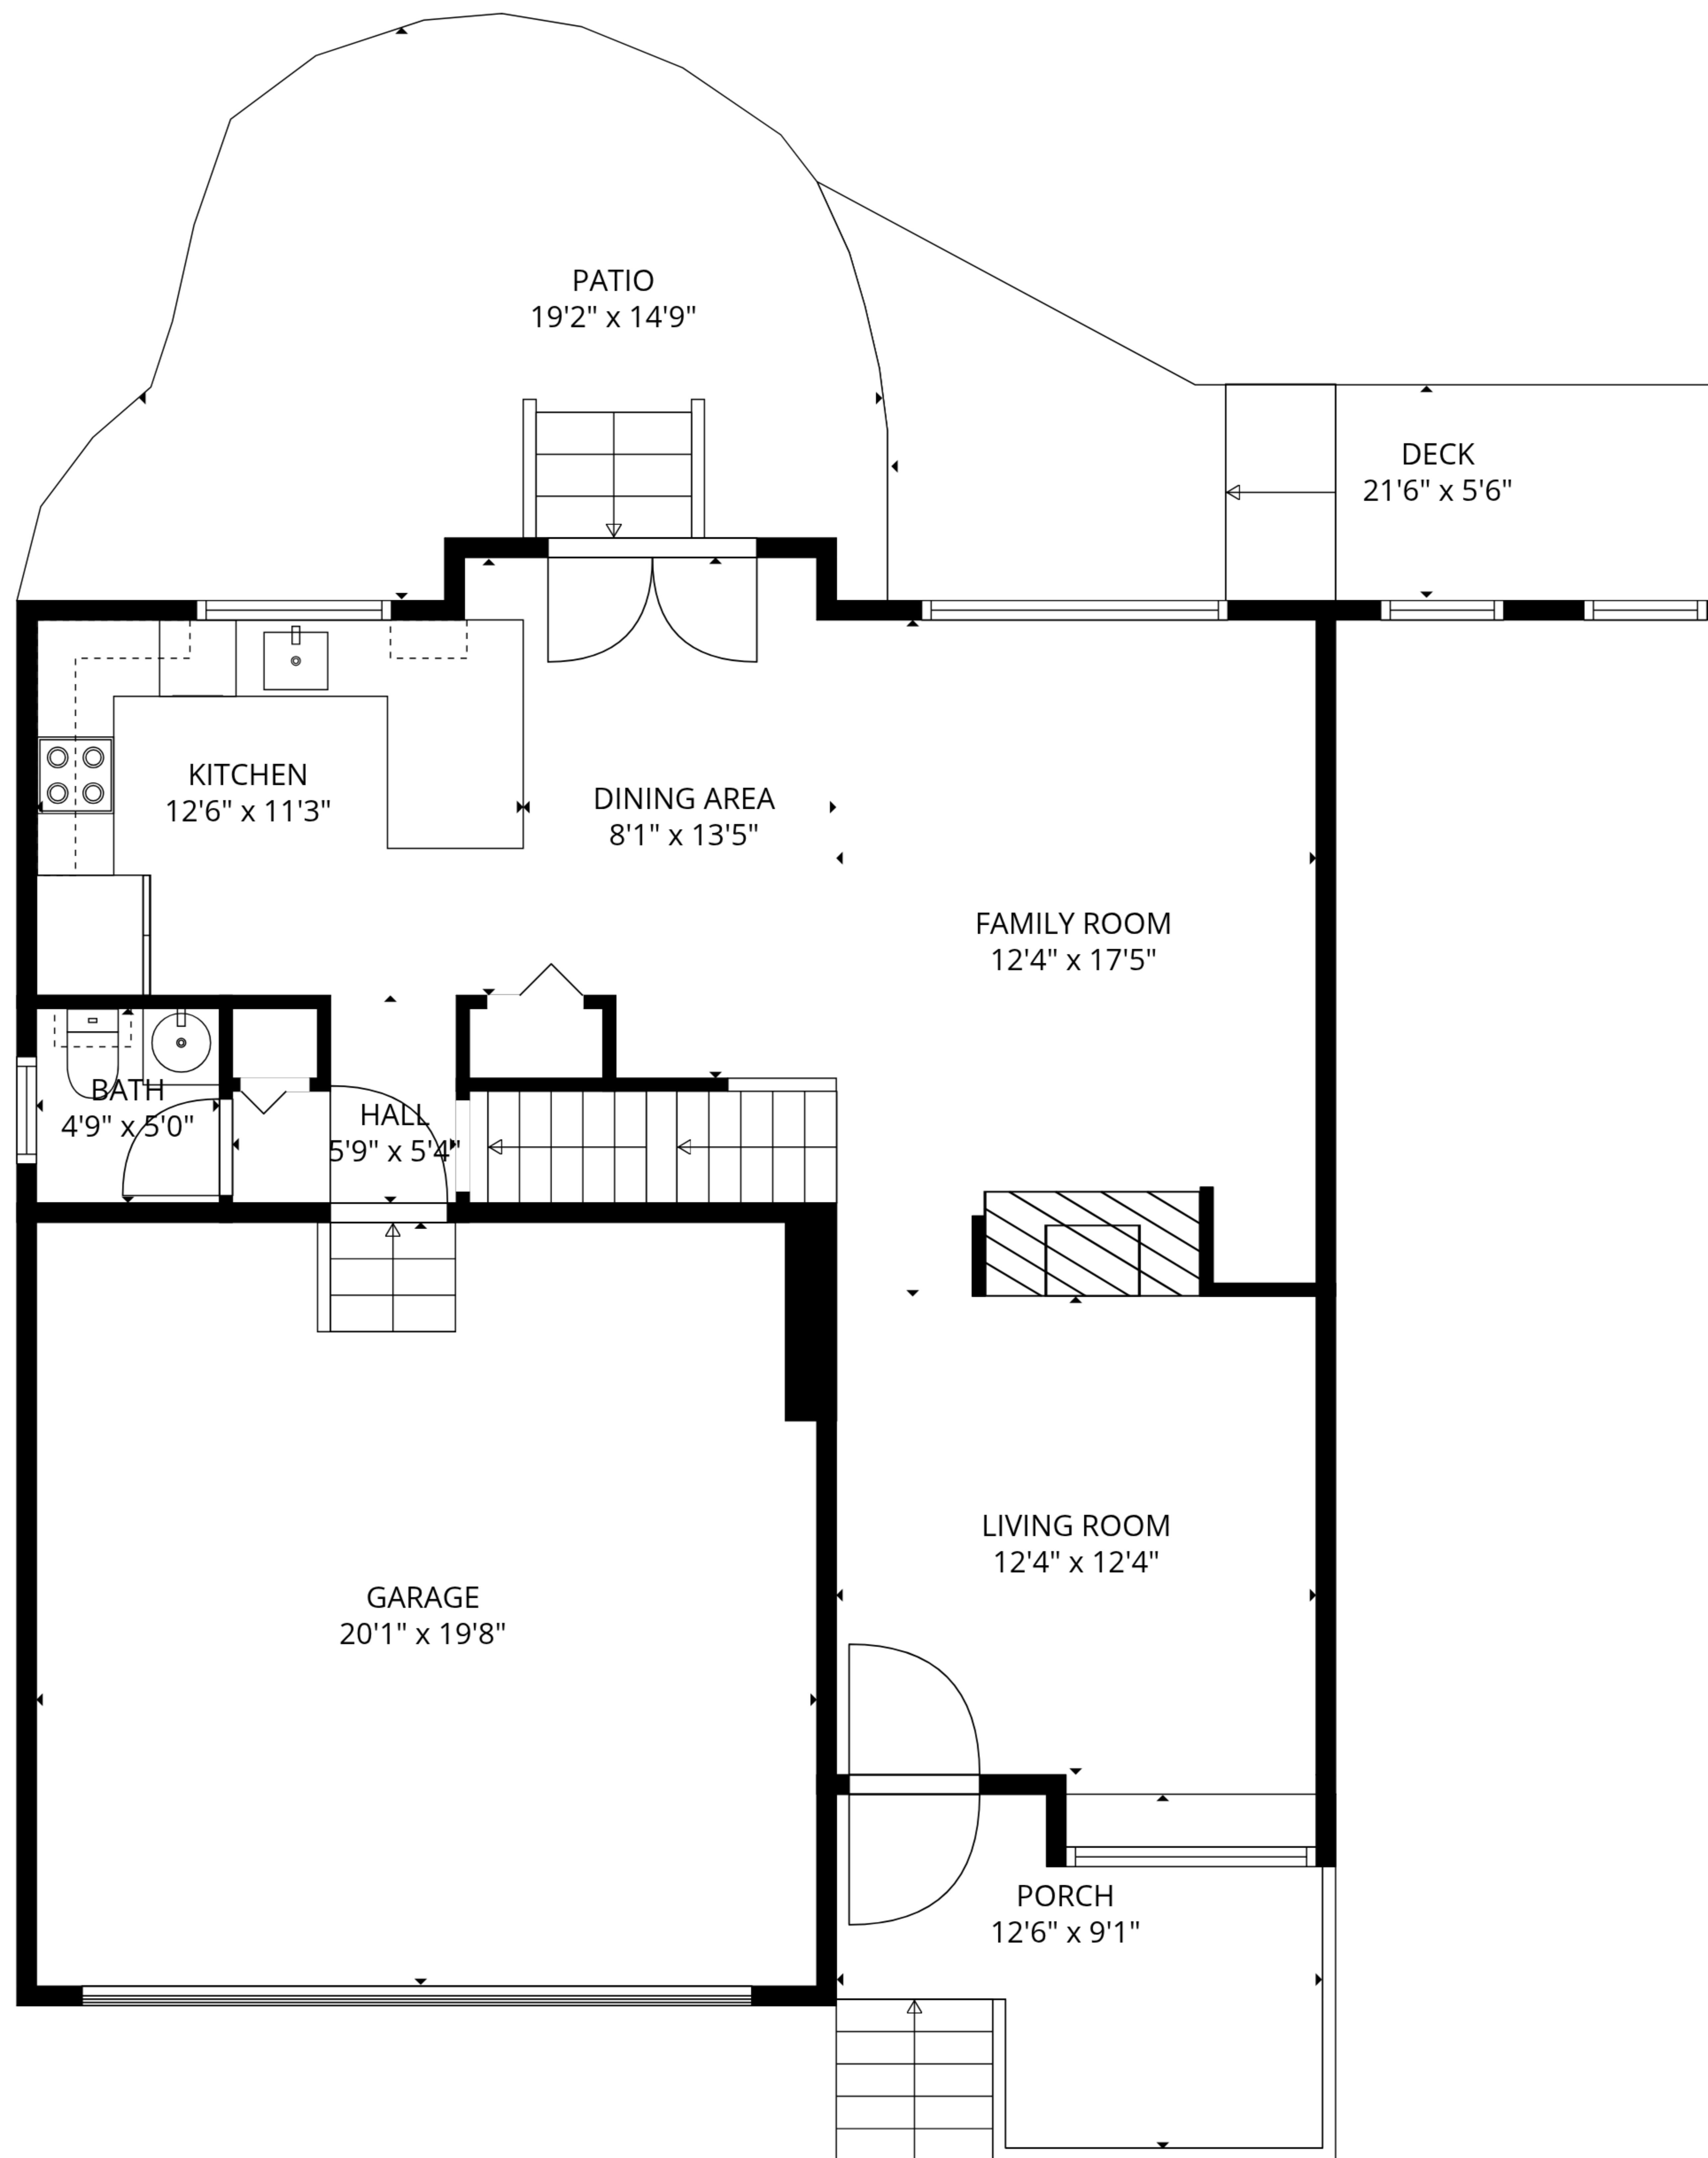 PATIO
19'2" x 14'9"
DECK
21'6" x 5'6"
KITCHEN
12'6" x 11'3"
DINING AREA
8'1" x 13'5"
FAMILY ROOM
12'4" x 17'5"
BATH
4'9" x 5'0"
HALL
5'9" x 5'4"
LIVING ROOM
12'4" x 12'4"
GARAGE
20'1" x 19'8"
PORCH
12'6" x 9'1"